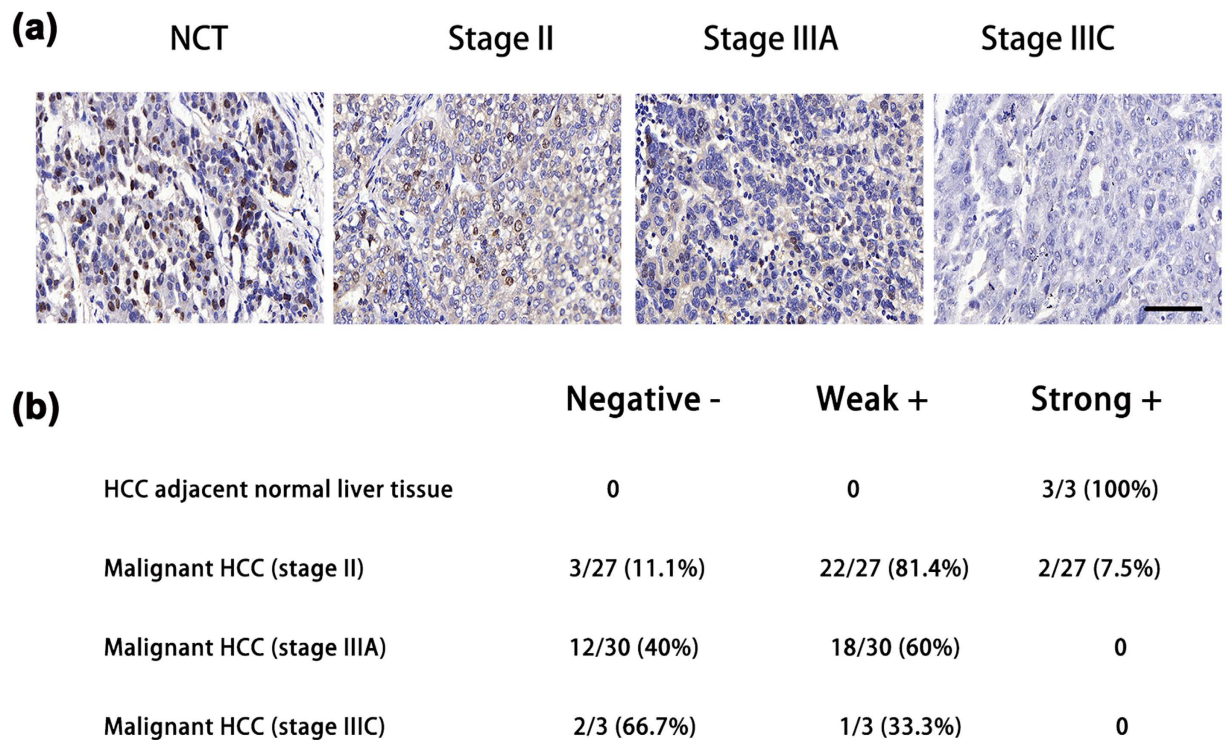 (a) NCT Stage II Stage IIIA Stage IIIC
(b) Negative - Weak + Strong +
HCC adjacent normal liver tissue 0 0 3/3 (100%)
Malignant HCC (stage II) 3/27 (11.1%) 22/27 (81.4%) 2/27 (7.5%)
Malignant HCC (stage IIIA) 12/30 (40%) 18/30 (60%) 0
Malignant HCC (stage IIIC) 2/3 (66.7%) 1/3 (33.3%) 0